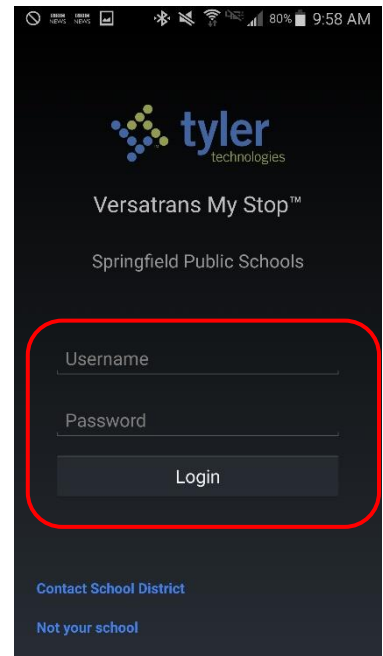 80% 9:58 AM
tyler
technologies
Versatrans My Stop™
Springfield Public Schools
Username
Password
Login
Contact School District
Not your school